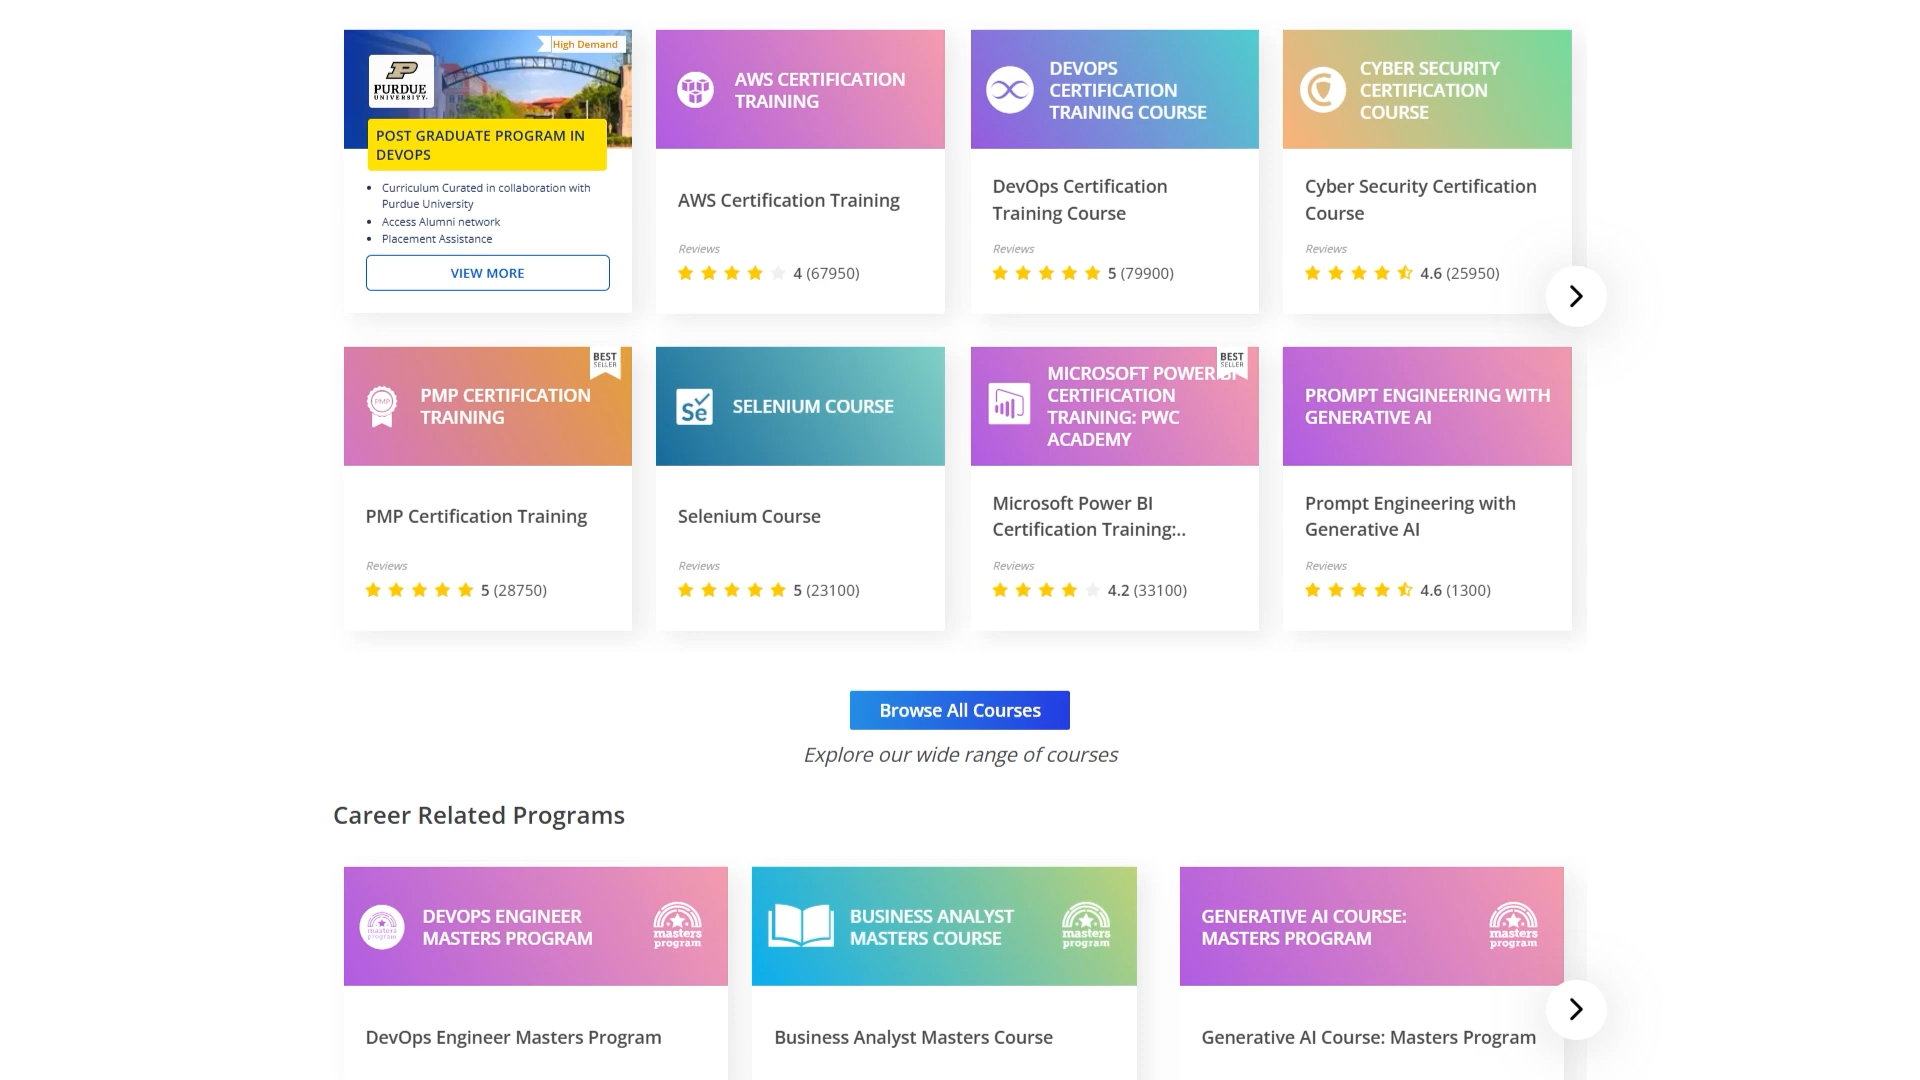 High Demand
PURDUE UNIVERSITY
P
PURDUE
UNIVERSITY.
POST GRADUATE PROGRAM IN
DEVOPS
Curriculum Curated in collaboration with
Purdue University
Access Alumni network
Placement Assistance
VIEW MORE
AWS CERTIFICATION
TRAINING
AWS Certification Training
Reviews
4 (67950)
DEVOPS
CERTIFICATION
TRAINING COURSE
DevOps Certification
Training Course
Reviews
5 (79900)
CYBER SECURITY
CERTIFICATION
COURSE
Cyber Security Certification
Course
Reviews
4.6 (25950)
BEST
SELLER
PMP
PMP CERTIFICATION
TRAINING
PMP Certification Training
Reviews
5 (28750)
Se
SELENIUM COURSE
Selenium Course
Reviews
5 (23100)
BEST
SELLER
MICROSOFT POWER BI
CERTIFICATION
TRAINING: PWC
ACADEMY
Microsoft Power BI
Certification Training:..
Reviews
4.2 (33100)
PROMPT ENGINEERING WITH
GENERATIVE AI
Prompt Engineering with
Generative AI
Reviews
4.6 (1300)
Browse All Courses
Explore our wide range of courses
Career Related Programs
masters
program
DEVOPS ENGINEER
MASTERS PROGRAM
masters
program
DevOps Engineer Masters Program
BUSINESS ANALYST
MASTERS COURSE
masters
program
Business Analyst Masters Course
GENERATIVE AI COURSE:
MASTERS PROGRAM
masters
program
Generative AI Course: Masters Program